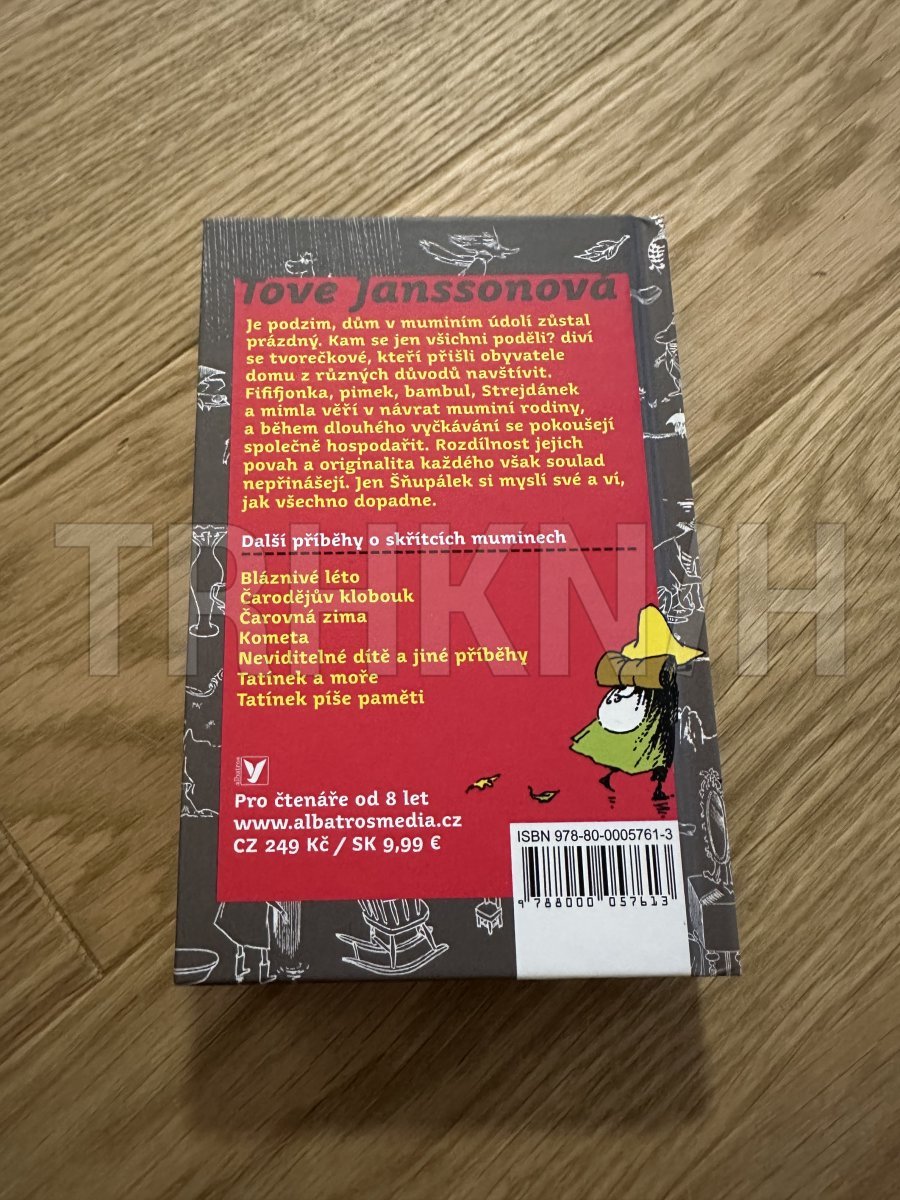 Tove Janssonová
Je podzim, dům v muminím údolí zůstal
prázdný. Kam se jen všichni poděli? diví
se tvorečkové, kteří přišli obyvatele
domu z různých důvodů navštívit.
Fififjonka, pimek, bambul, Strejdánek
a mimla věří v návrat muminí rodiny,
a během dlouhého vyčkávání se pokoušejí
společně hospodařit. Rozdílnost jejich
povah a originalita každého však soulad
nepřinášejí. Jen Šňupálek si myslí své a ví,
jak všechno dopadne.
Další příběhy o skřítcích muminech
Bláznivé léto
Čarodějův klobouk
Čarovná zima
Kometa
Neviditelné dítě a jiné příběhy
Tatínek a moře
Tatínek píše paměti
albatros
Pro čtenáře od 8 let
www.albatrosmedia.cz
CZ 249 Kč / SK 9,99 €
ISBN 978-80-0005761-3
9 788000 057613
TRHKNIH